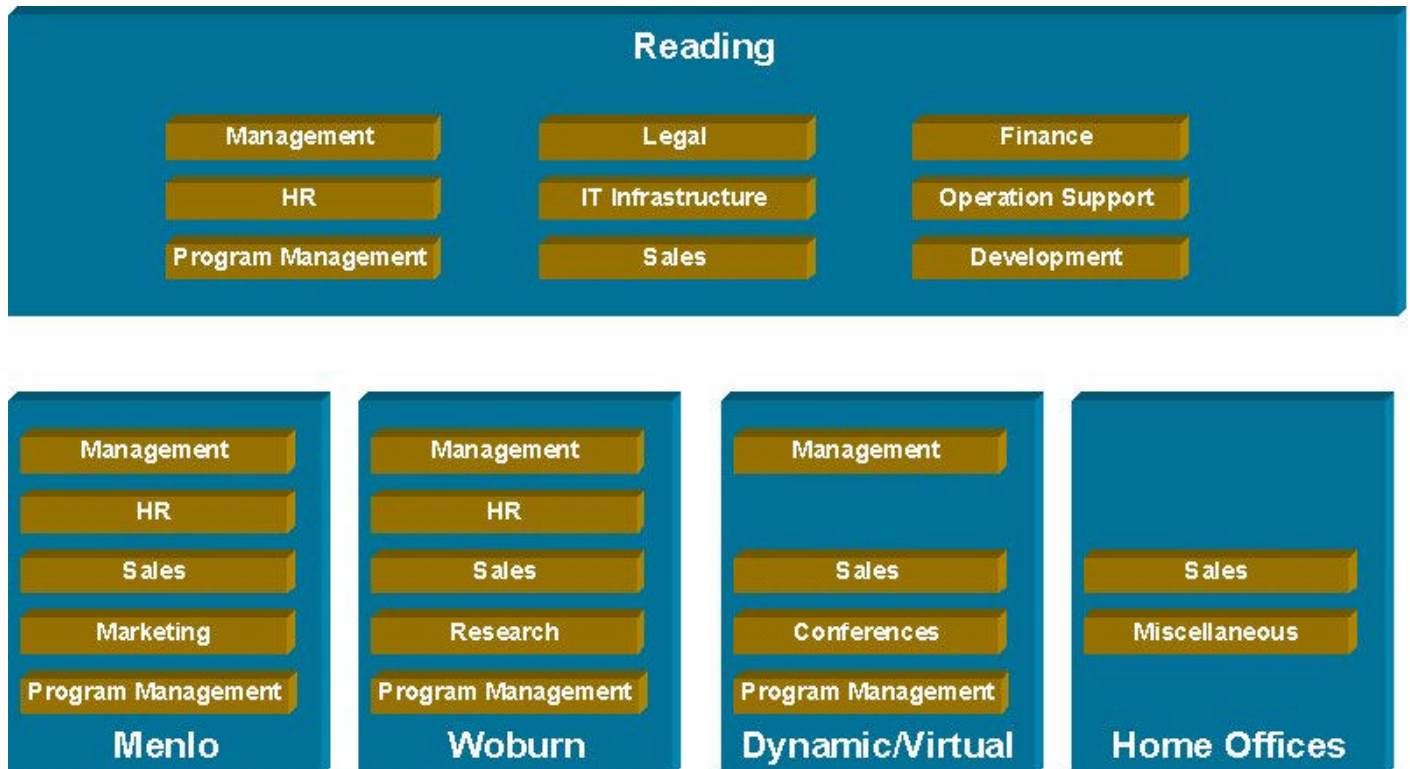 Reading
Management
Legal
Finance
HR
IT Infrastructure
Operation Support
Program Management
Sales
Development
Management
HR
Sales
Marketing
Program Management
Menlo
Management
HR
Sales
Research
Program Management
Woburn
Management
Sales
Conferences
Program Management
Dynamic/Virtual
Sales
Miscellaneous
Home Offices